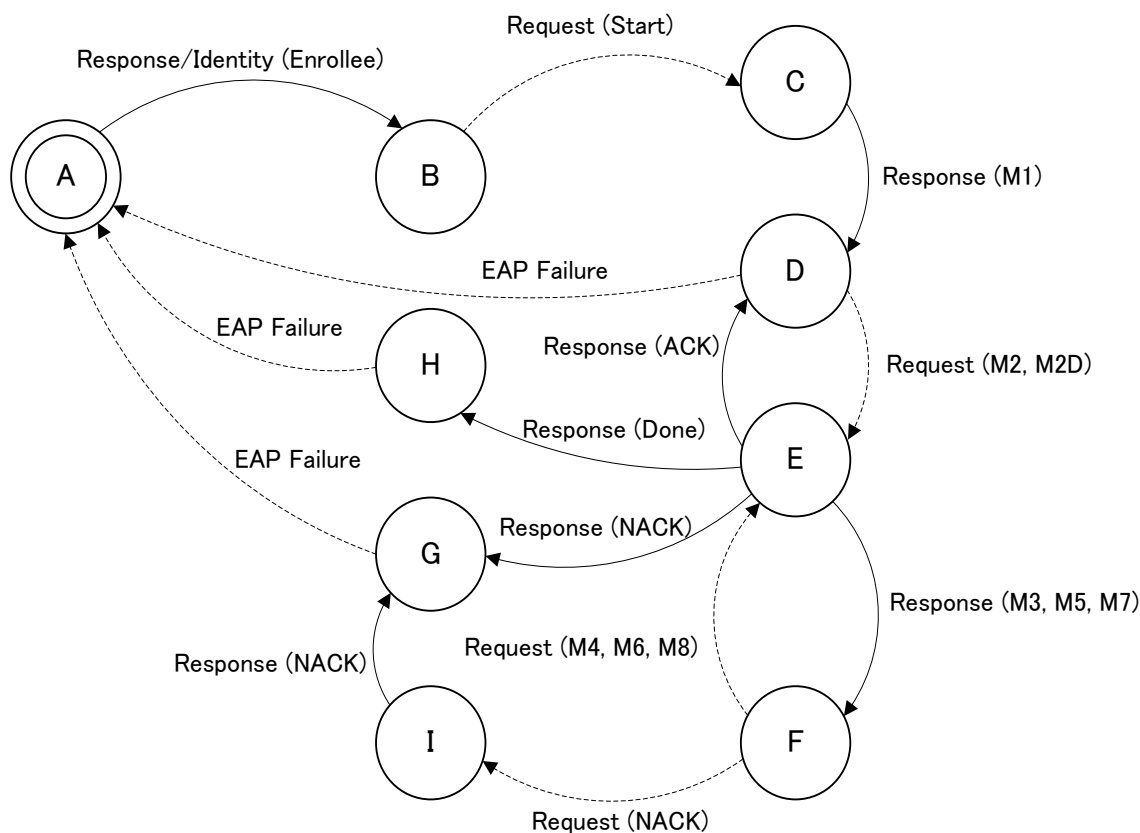 Request (Start)
Response/Identity (Enrollee)
C
A
B
Response (M1)
EAP Failure
D
EAP Failure
H
Response (ACK)
Request (M2, M2D)
Response (Done)
EAP Failure
E
Response (NACK)
G
Response (M3, M5, M7)
Request (M4, M6, M8)
Response (NACK)
I
F
Request (NACK)